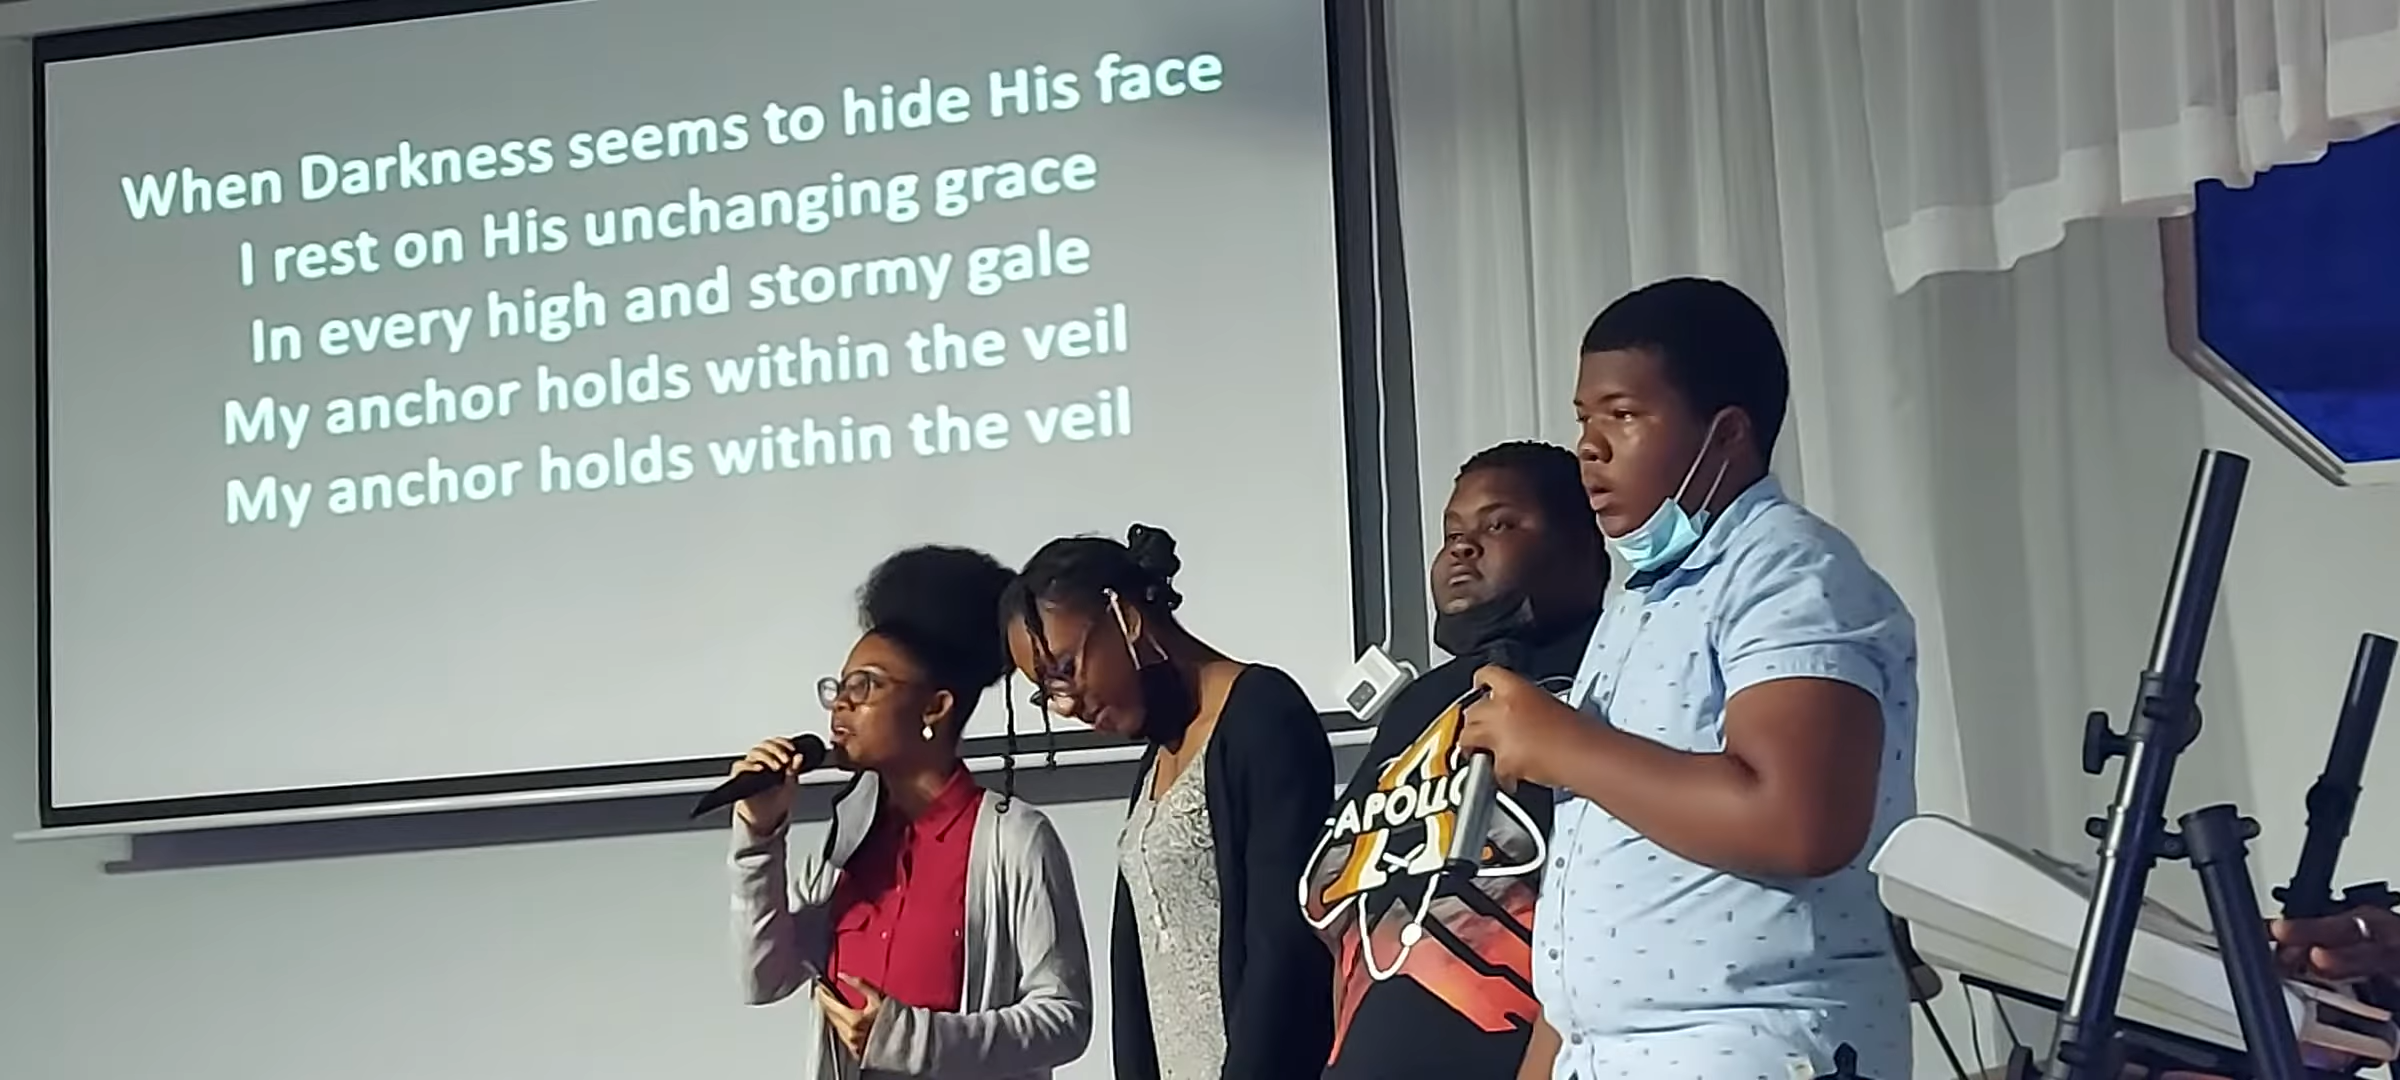 When Darkness seems to hide His face
I rest on His unchanging grace
In every high and stormy gale
My anchor holds within the veil
My anchor holds within the veil
APOLLO